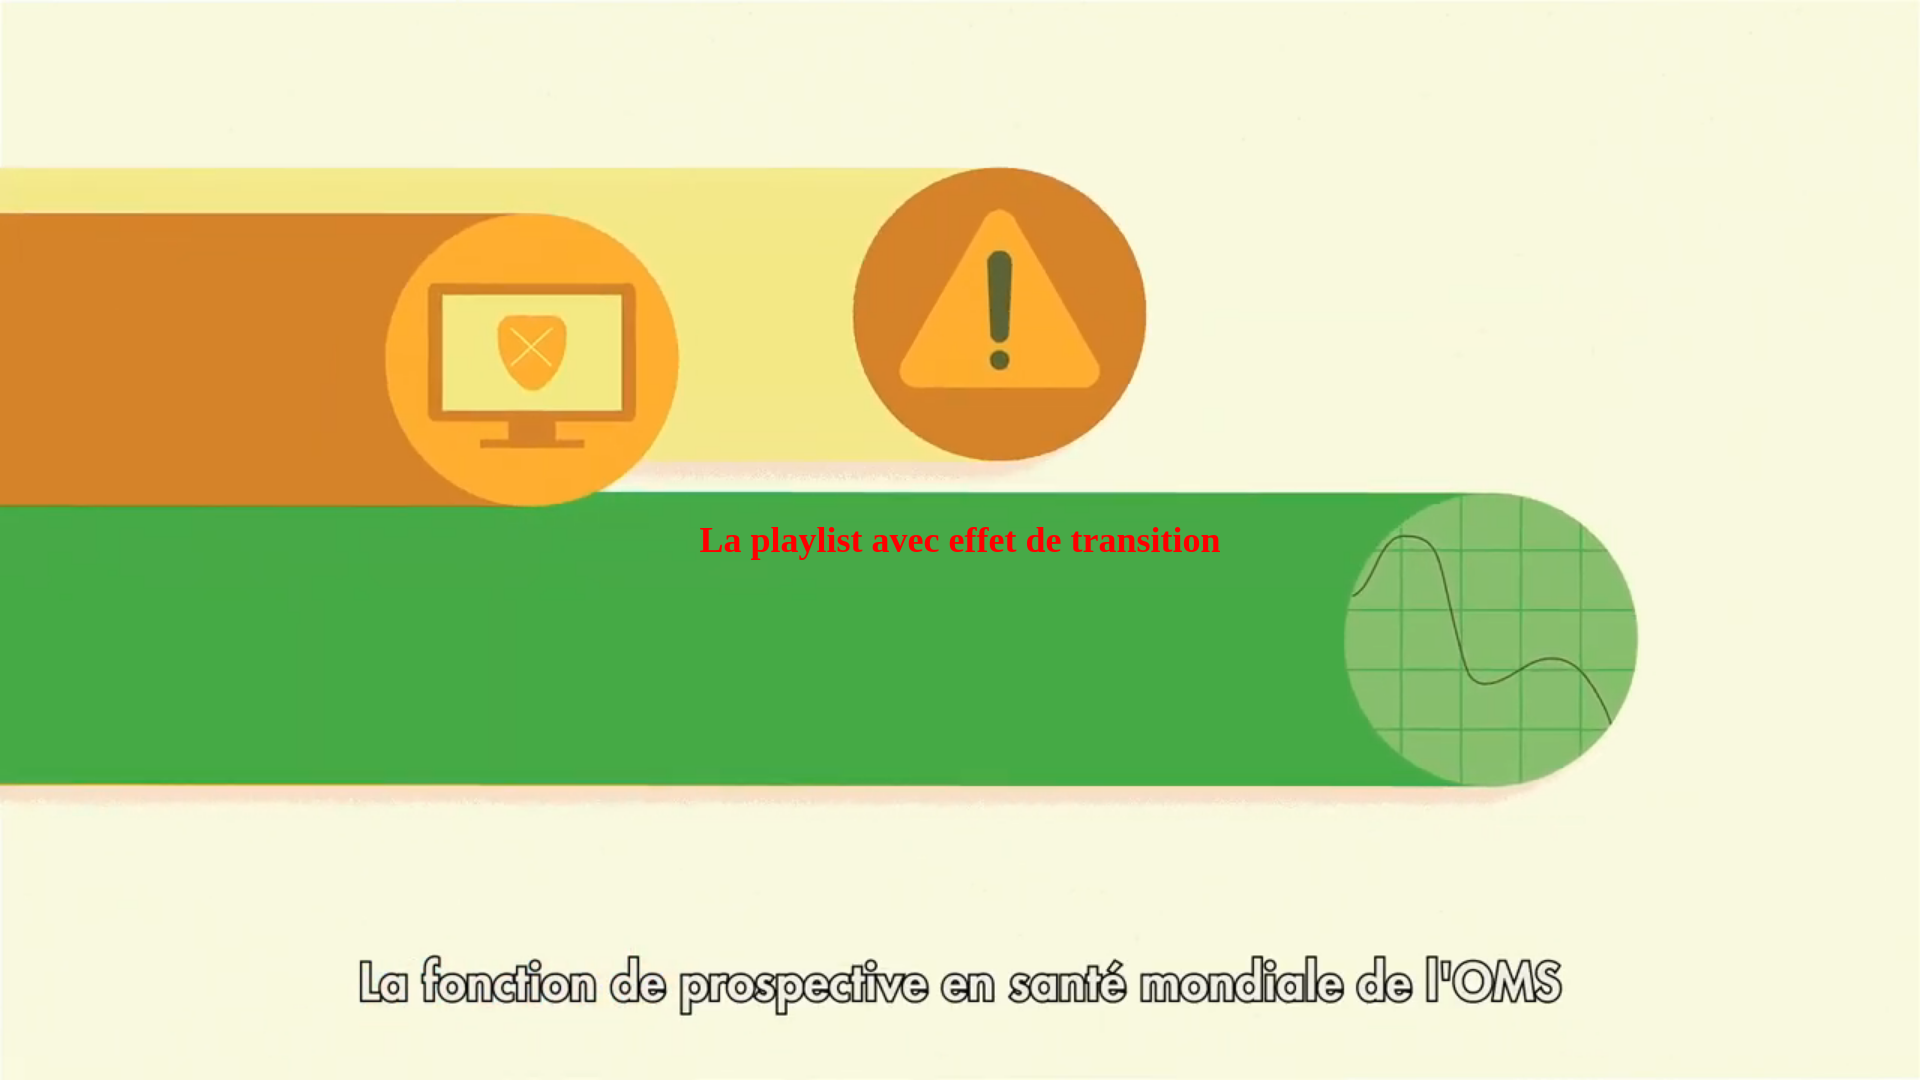 La playlist avec effet de transition
La fonction de prospective en santé mondiale de l'OMS